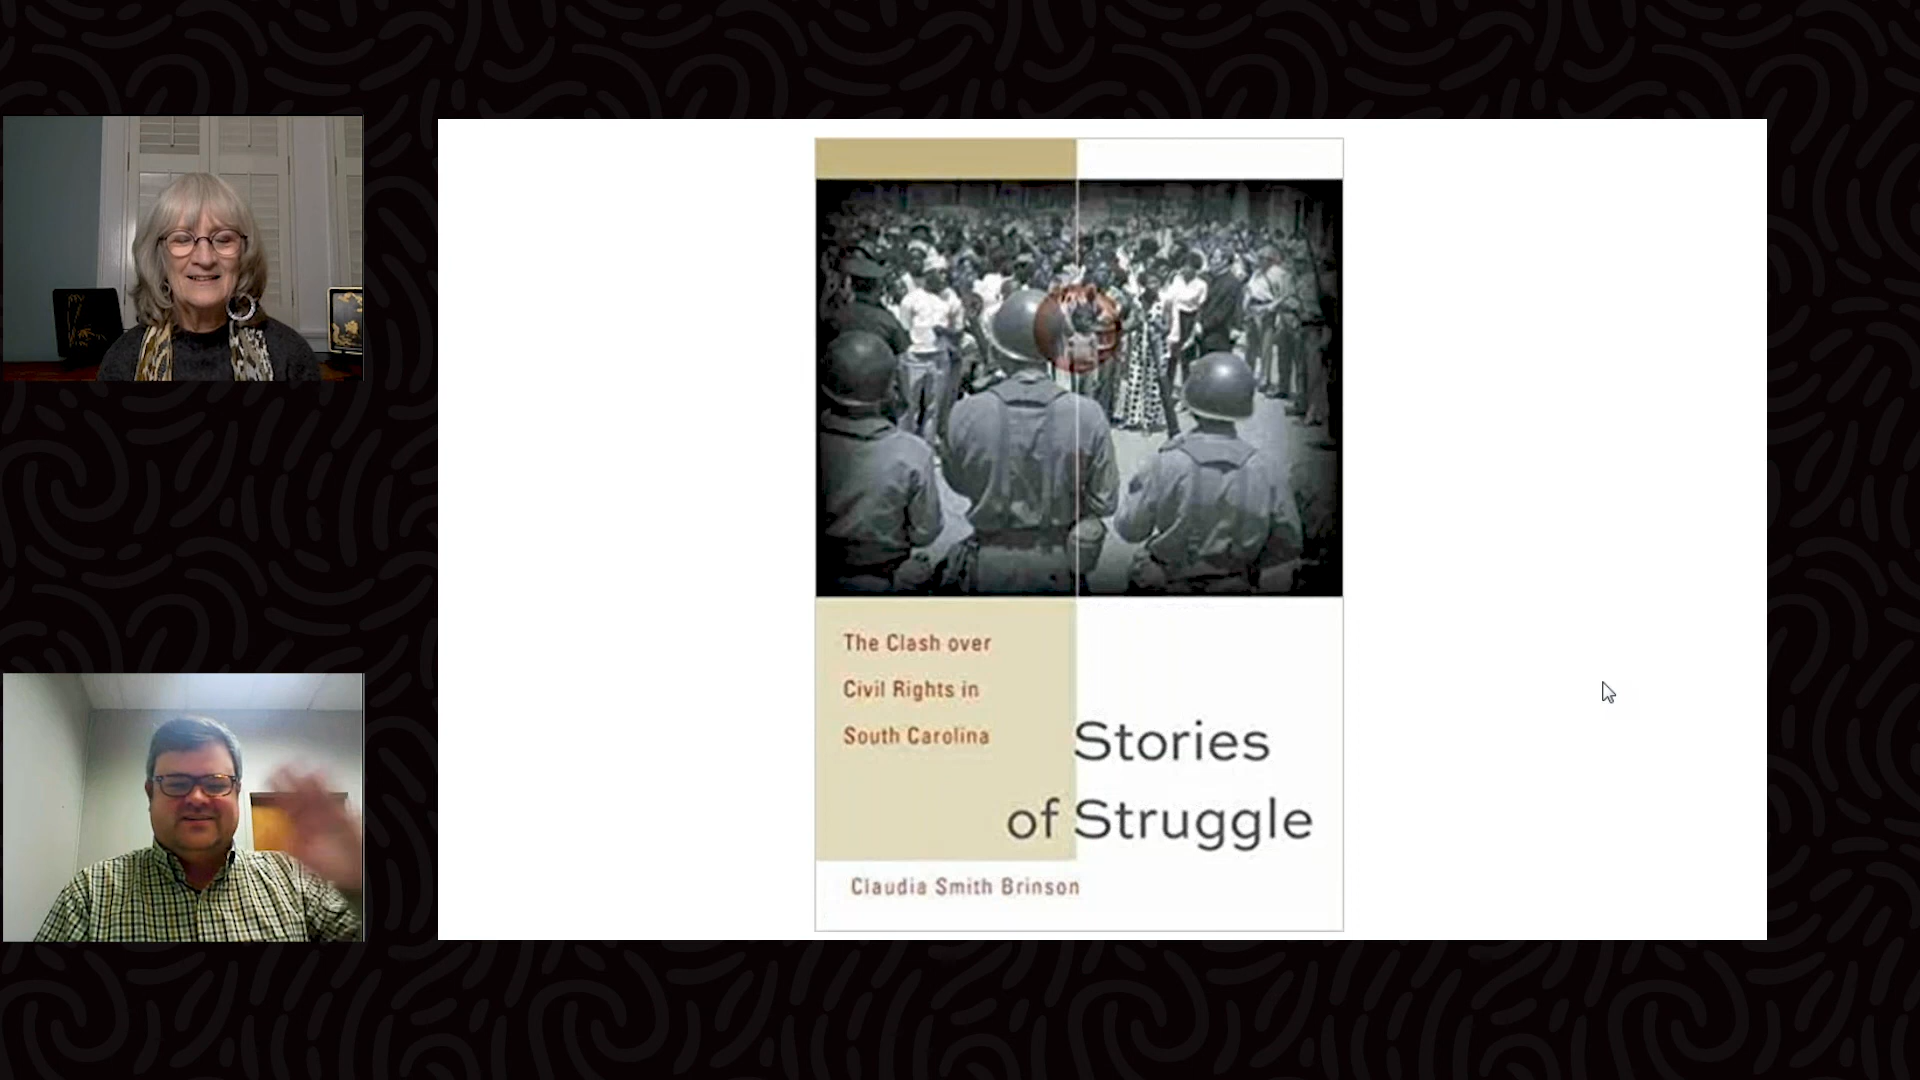 The Clash over
Civil Rights in
South Carolina
Stories
of Struggle
Claudia Smith Brinson